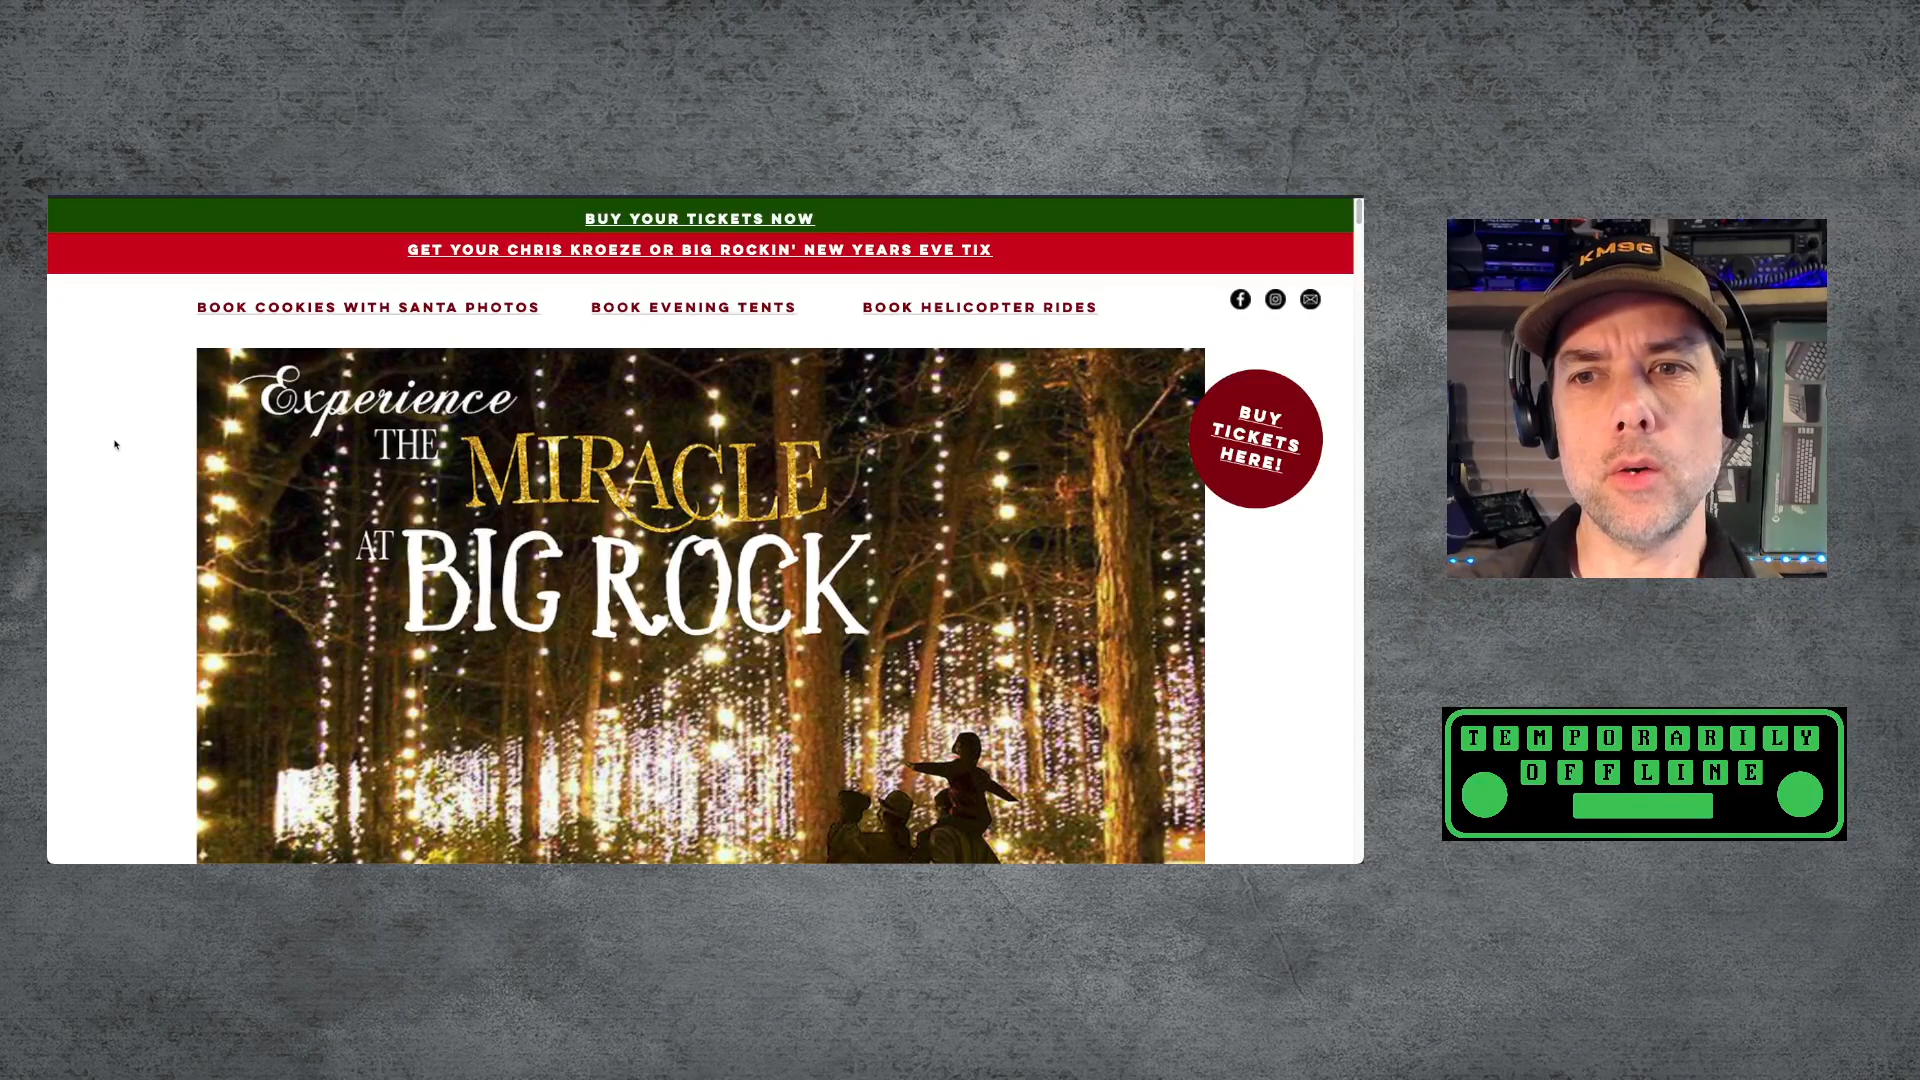 BUY YOUR TICKETS NOW
GET YOUR CHRIS KROEZE OR BIG ROCKIN' NEW YEARS EVE TIX
BOOK COOKIES WITH SANTA PHOTOS
BOOK EVENING TENTS
BOOK HELICOPTER RIDES
Experience
THE MIRACLE
AT BIG ROCK
BUY
TICKETS
HERE!
KM9G
TEMPORARILY
OFFLINE